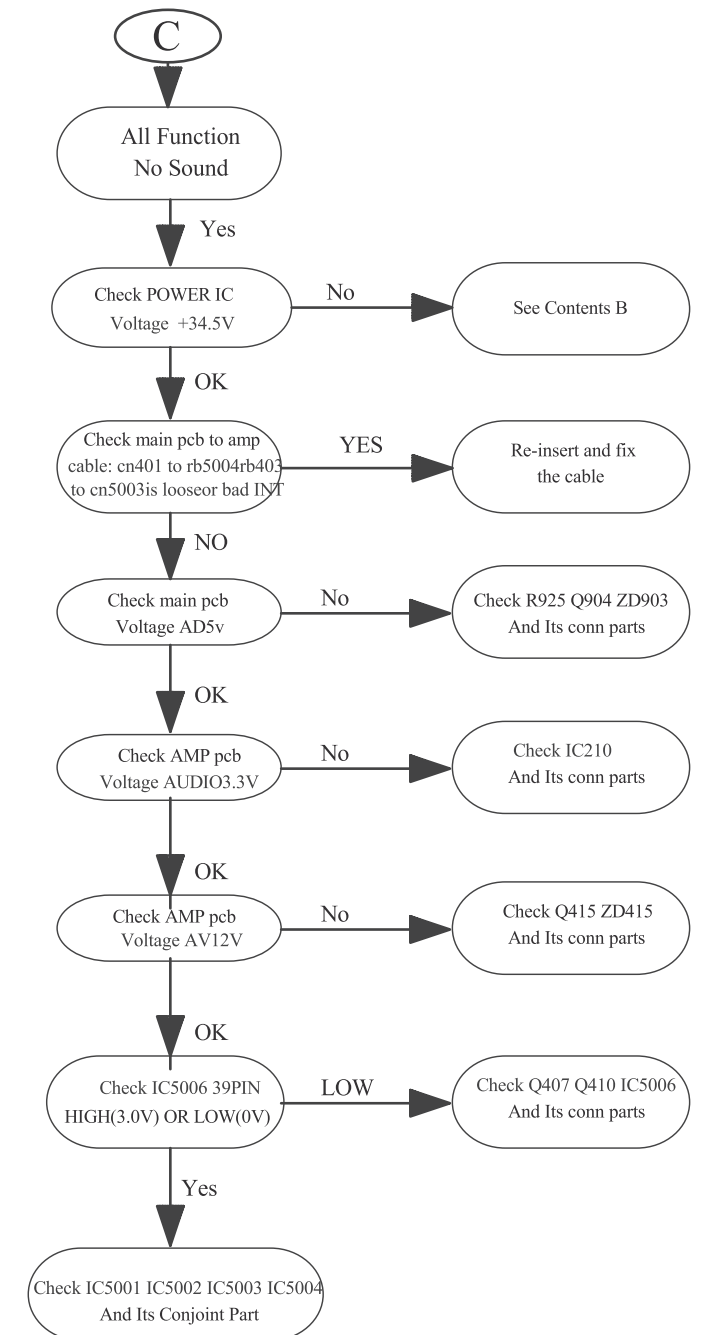 C
All Function
No Sound
Yes
Check POWER IC
Voltage +34.5V
No
See Contents B
OK
Check main pcb to amp
cable: cn401 to rb5004rb403
to cn5003is looseor bad INT
YES
Re-insert and fix
the cable
NO
Check main pcb
Voltage AD5v
No
Check R925 Q904 ZD903
And Its conn parts
OK
Check AMP pcb
Voltage AUDIO3.3V
No
Check IC210
And Its conn parts
OK
Check AMP pcb
Voltage AV12V
No
Check Q415 ZD415
And Its conn parts
OK
Check IC5006 39PIN
HIGH(3.0V) OR LOW(0V)
LOW
Check Q407 Q410 IC5006
And Its conn parts
Yes
Check IC5001 IC5002 IC5003 IC5004
And Its Conjoint Part